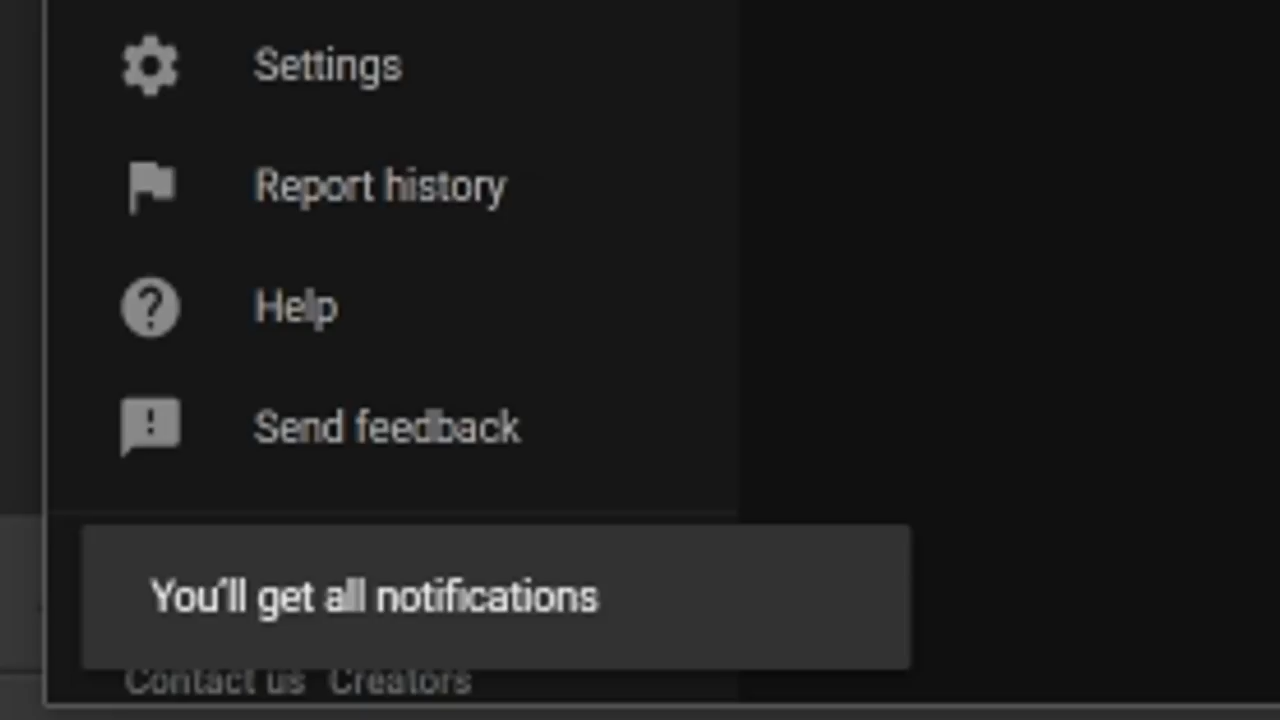 Settings
Report history
Help
Send feedback
You'll get all notifications
Contact us Creators